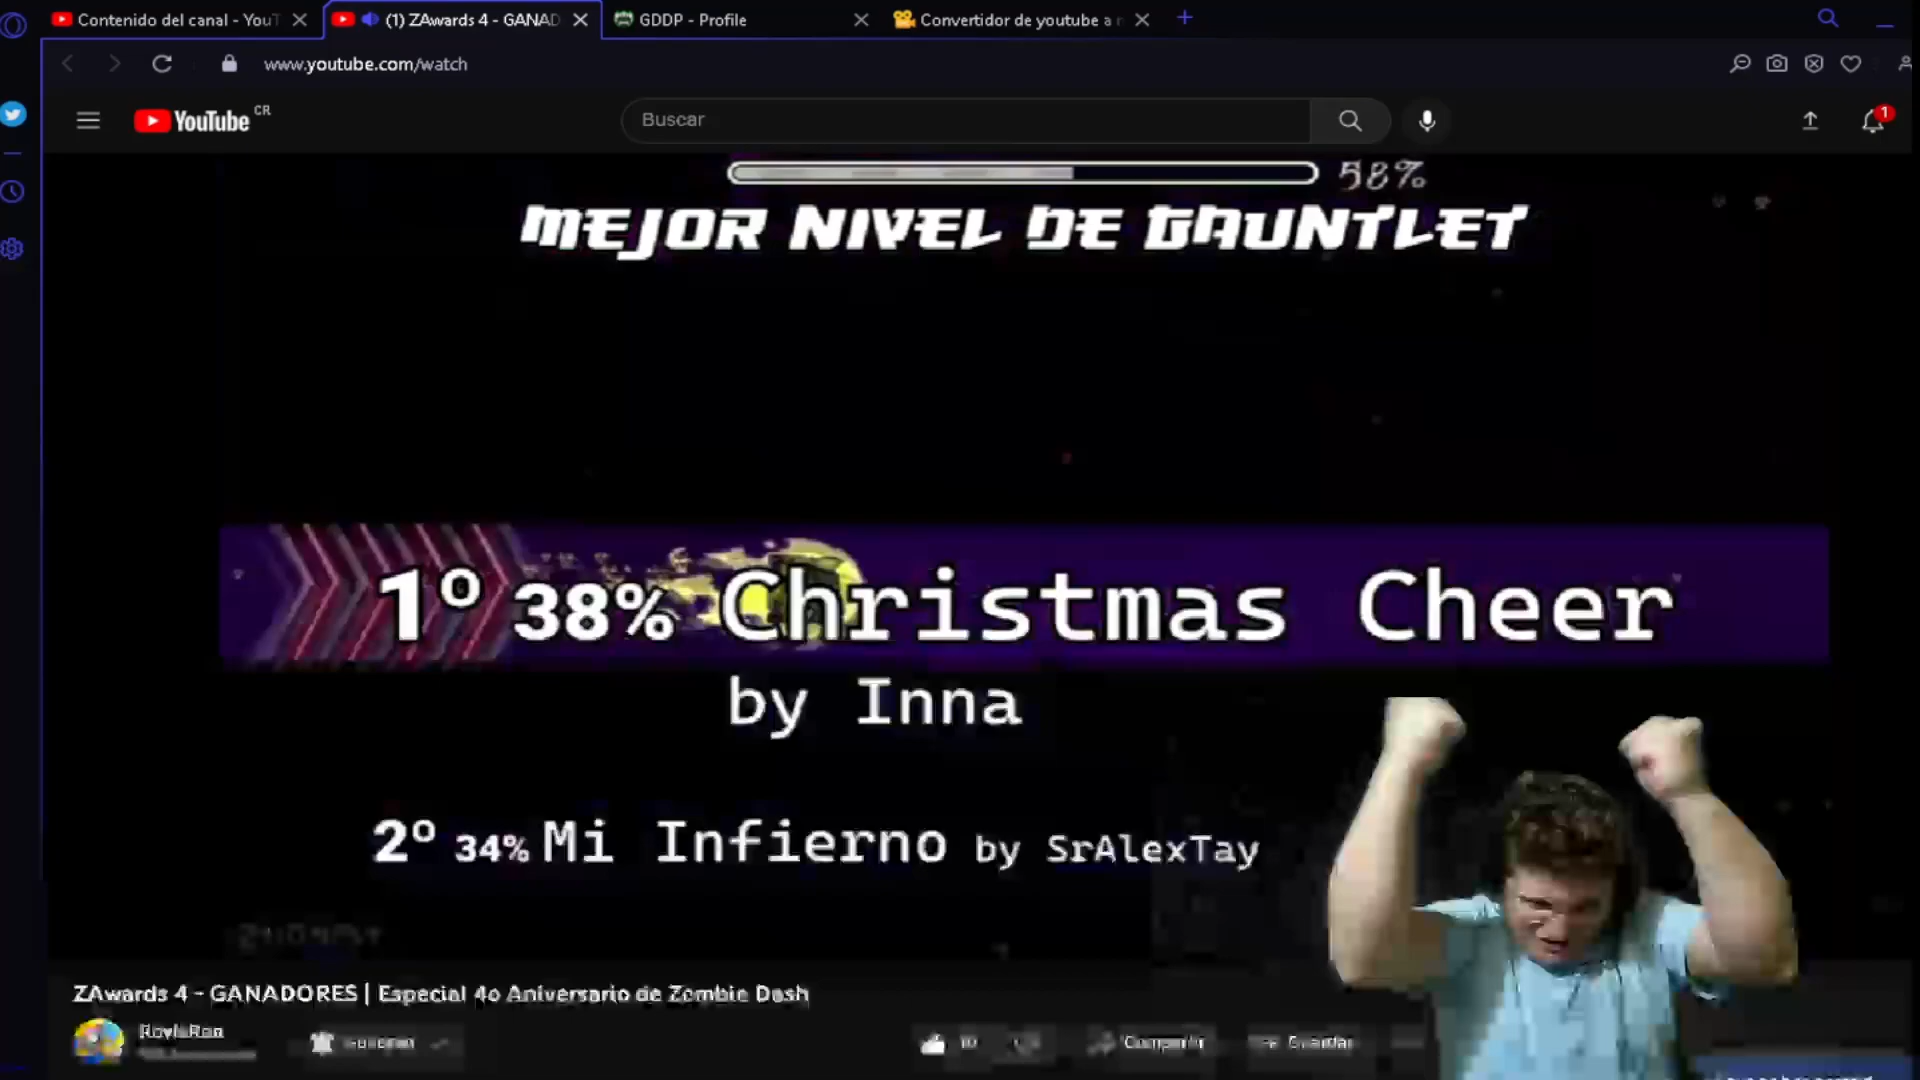 Contenido del canal - YouT
(1) ZAwards 4 - GANAD
GDDP - Profile
Convertidor de youtube a
www.youtube.com/watch
YouTube CR
Buscar
1
58%
MEJOR NIVEL DE GAUNTLET
1º 38% Christmas Cheer
by Inna
2º 34% Mi Infierno by SrAlexTay
ZAwards 4 - GANADORES | Especial 4o Aniversario de Zombie Dash
Compartir
Guardar